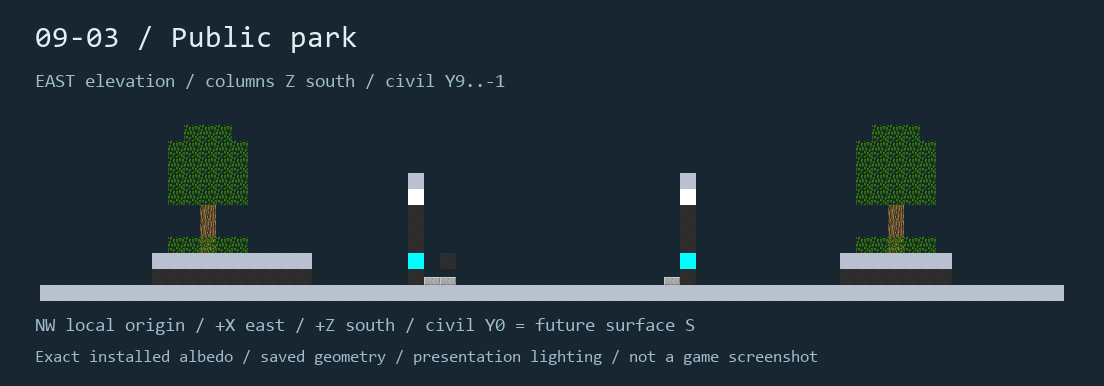 09-03 / Public park
EAST elevation / columns Z south / civil Y9..-1
NW local origin / +X east / +Z south / civil Y0 = future surface S
Exact installed albedo / saved geometry / presentation lighting / not a game screenshot